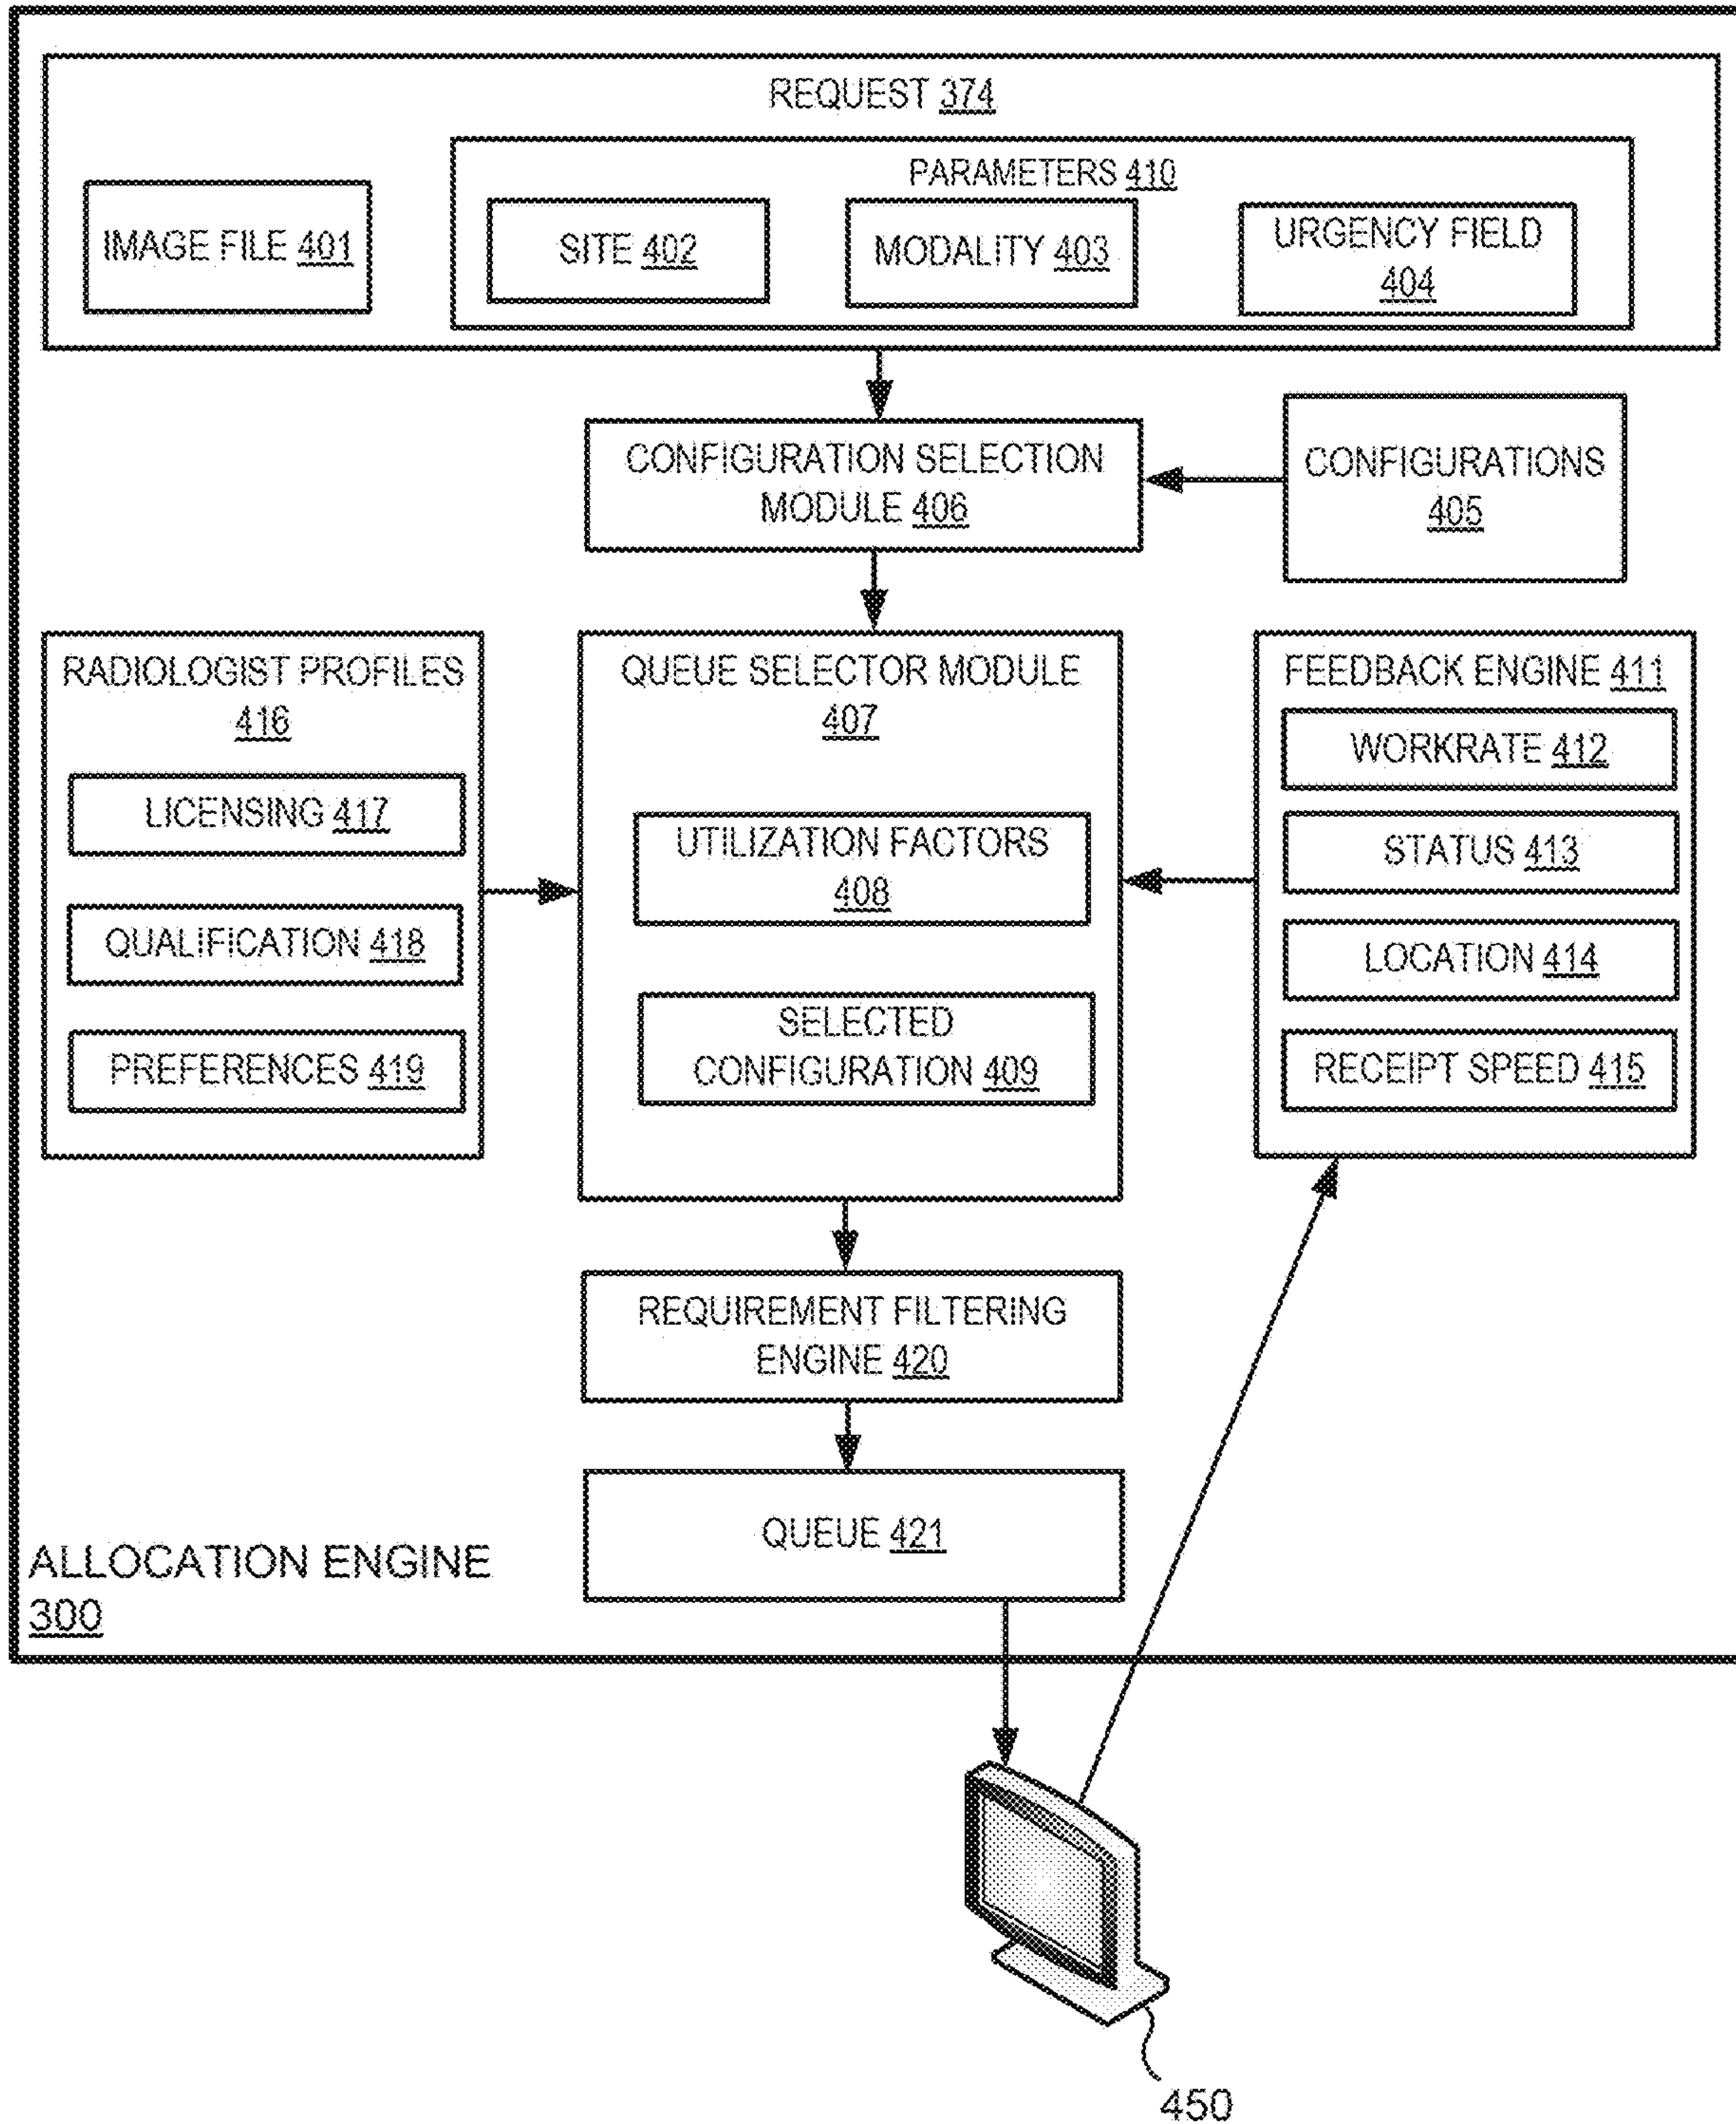 REQUEST 374
PARAMETERS 410
IMAGE FILE 401
SITE 402
MODALITY 403
URGENCY FIELD
404
CONFIGURATION SELECTION
MODULE 406
CONFIGURATIONS
405
RADIOLOGIST PROFILES
416
LICENSING 417
QUALIFICATION 418
PREFERENCES 419
QUEUE SELECTOR MODULE
407
UTILIZATION FACTORS
408
SELECTED
CONFIGURATION 409
FEEDBACK ENGINE 411
WORKRATE 412
STATUS 413
LOCATION 414
RECEIPT SPEED 415
REQUIREMENT FILTERING
ENGINE 420
QUEUE 421
ALLOCATION ENGINE
300
450